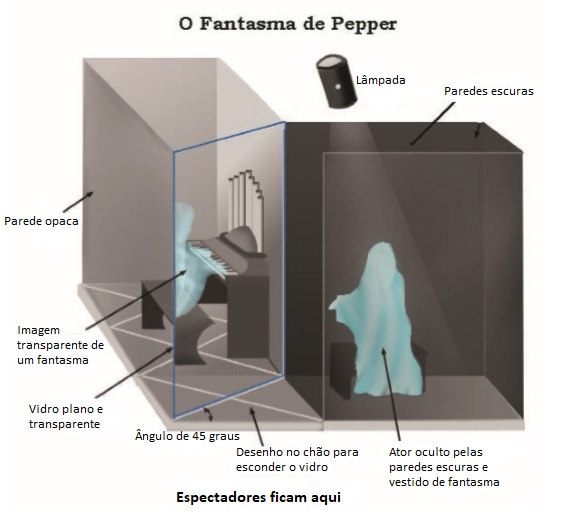 O Fantasma de Pepper
Lâmpada
Paredes escuras
Parede opaca
Imagem
transparente de
um fantasma
Vidro plano e
transparente
Ângulo de 45 graus
Desenho no chão para
esconder o vidro
Ator oculto pelas
paredes escuras e
vestido de fantasma
Espectadores ficam aqui